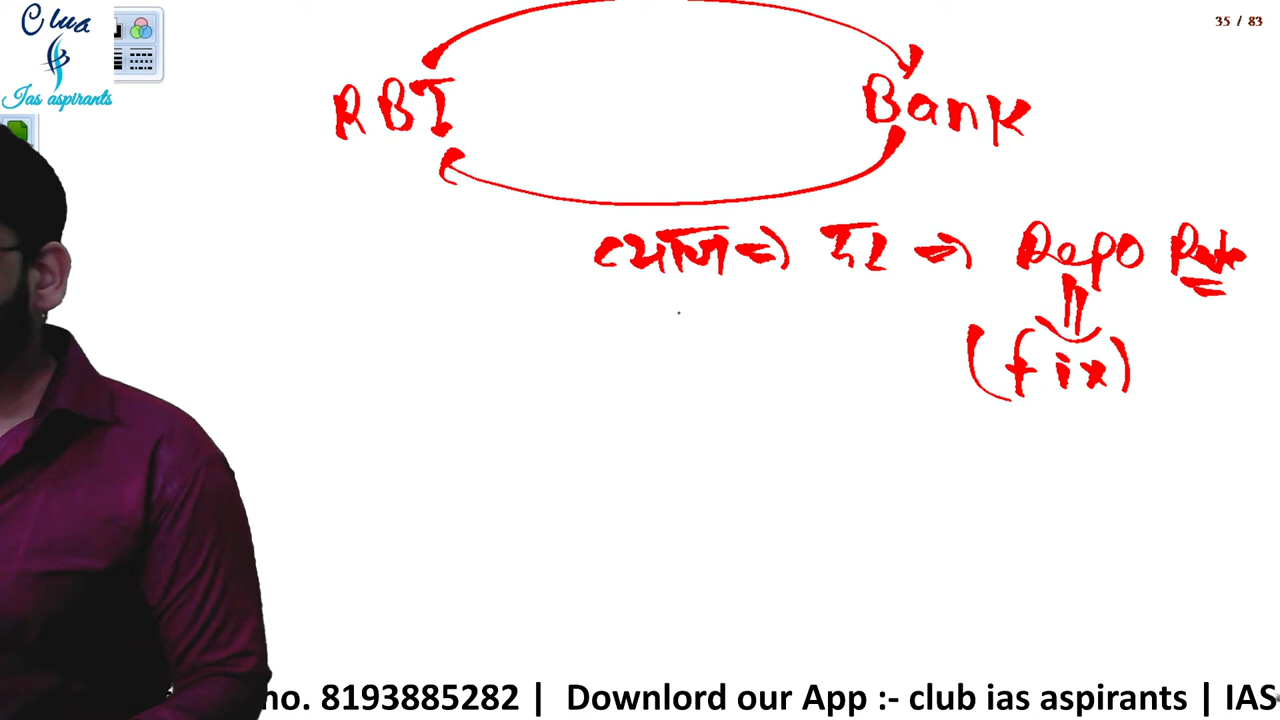 Club
Ias aspirants
35 / 83
RBI Bank
ब्याज => दर => Repo Rate
(fix)
no. 8193885282 | Downlord our App :- club ias aspirants | IAS